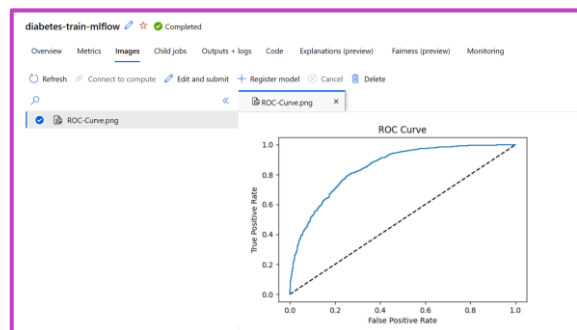 diabetes-train-mlflow Completed
Overview Metrics Images Child jobs Outputs + logs Code Explanations (preview) Fairness (preview) Monitoring
Refresh Connect to compute Edit and submit Register model Cancel Delete
ROC-Curve.png
ROC-Curve.png
ROC Curve
1.0
0.8
0.6
0.4
0.2
0.0
True Positive Rate
0.0 0.2 0.4 0.6 0.8 1.0
False Positive Rate